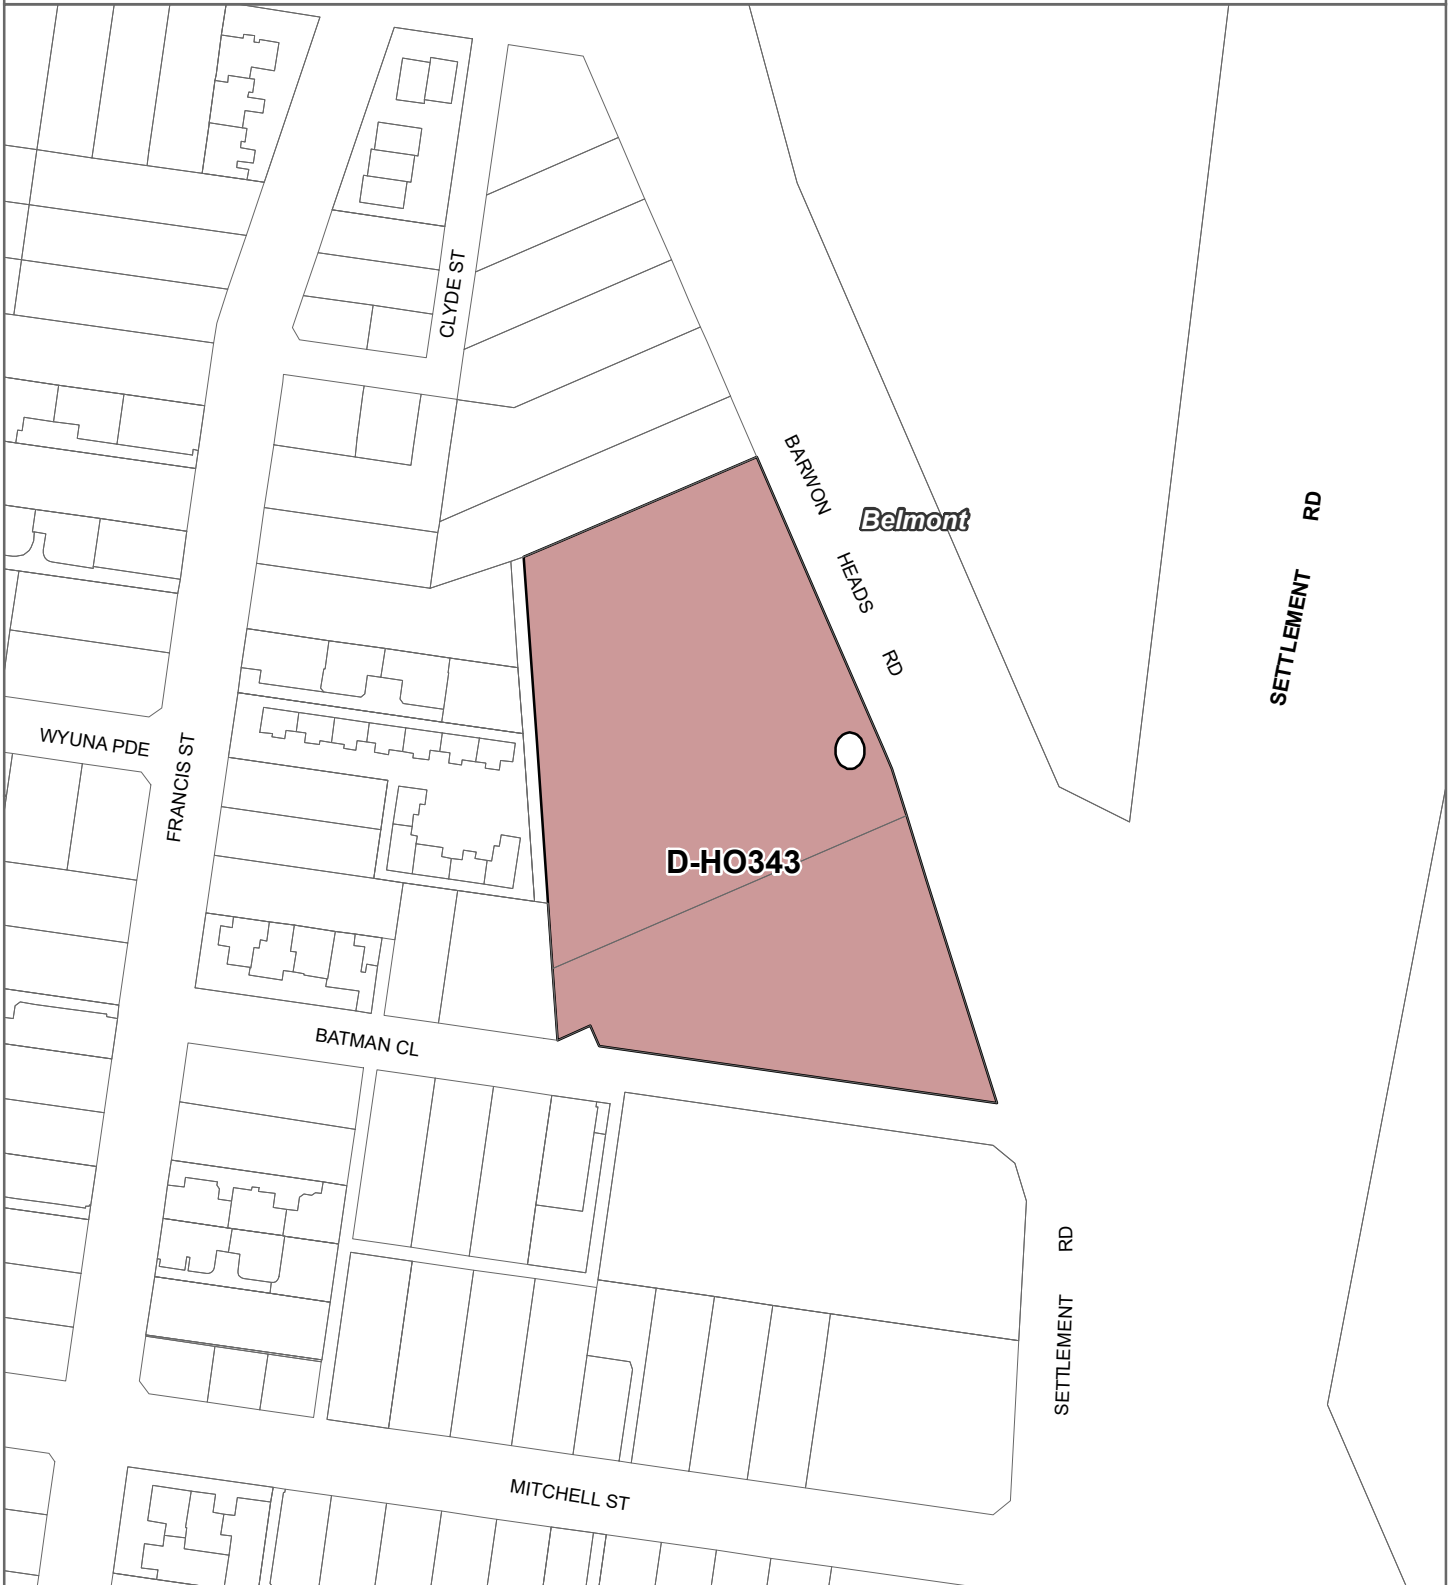 CLYDE ST
BARWON HEADS RD
Belmont
SETTLEMENT RD
WYUNA PDE
FRANCIS ST
D-HO343
BATMAN CL
SETTLEMENT RD
MITCHELL ST